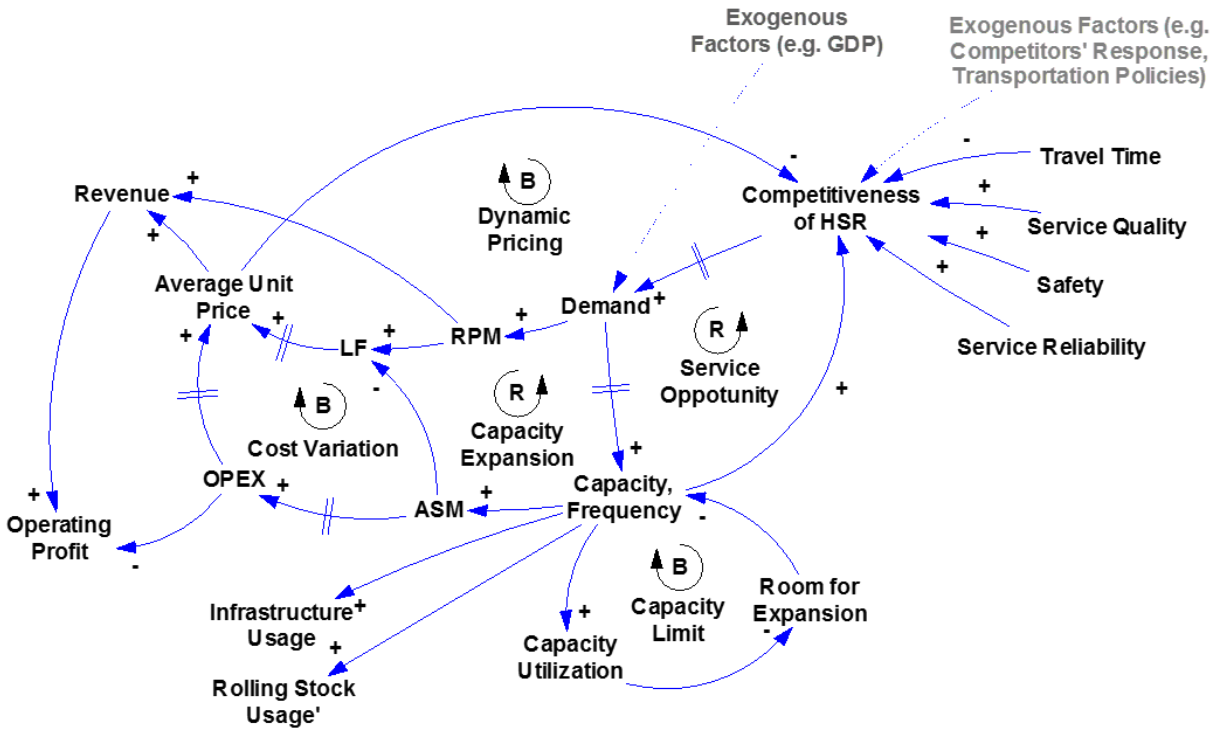 Exogenous
Factors (e.g. GDP)
Exogenous Factors (e.g.
Competitors' Response,
Transportation Policies)
-
Travel Time
-
+
Revenue
B
+
Competitiveness
of HSR
Dynamic
Pricing
+
Service Quality
+
+
Safety
Average Unit
Price
+
+
+
Demand
+
R
Service
Oppotunity
Service Reliability
+
RPM
+
LF
-
B
Cost Variation
R
Capacity
Expansion
+
+
OPEX
+
ASM
+
Capacity,
Frequency
-
+
Operating
Profit
-
B
Capacity
Limit
Room for
Expansion
-
Infrastructure
Usage
+
+
Capacity
Utilization
+
Rolling Stock
Usage'